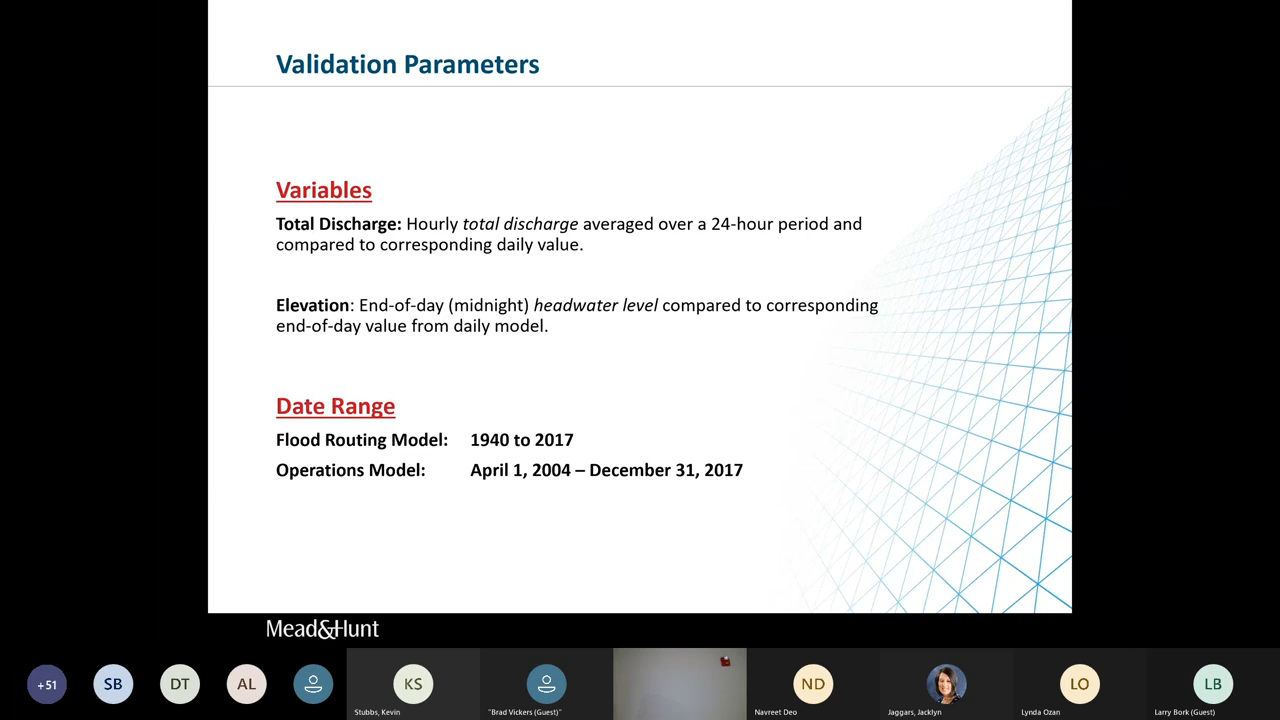 Validation Parameters
Variables
Total Discharge: Hourly total discharge averaged over a 24-hour period and
compared to corresponding daily value.
Elevation: End-of-day (midnight) headwater level compared to corresponding
end-of-day value from daily model.
Date Range
Flood Routing Model: 1940 to 2017
Operations Model: April 1, 2004 – December 31, 2017
Mead&Hunt
+51 SB DT AL KS ND LO LB
Stubbs, Kevin "Brad Vickers (Guest)" Navreet Deo Jaggars, Jacklyn Lynda Ozan Larry Bork (Guest)